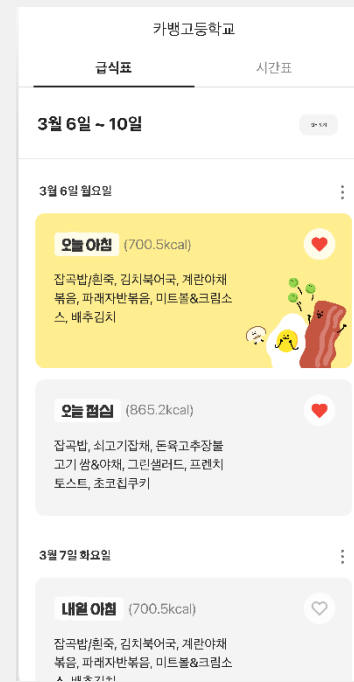 카뱅고등학교
급식표
시간표
3월 6일 ~ 10일
3월 6일 월요일
오늘 아침 (700.5kcal)
잡곡밥/흰죽, 김치북어국, 계란야채
볶음, 파래자반볶음, 미트볼&크림소
스, 배추김치
오늘 점심 (865.2kcal)
잡곡밥, 쇠고기잡채, 돈육고추장불
고기 쌈&야채, 그린샐러드, 프렌치
토스트, 초코칩쿠키
3월 7일 화요일
내일 아침 (700.5kcal)
잡곡밥/흰죽, 김치북어국, 계란야채
볶음, 파래자반볶음, 미트볼&크림소
스, 배추김치